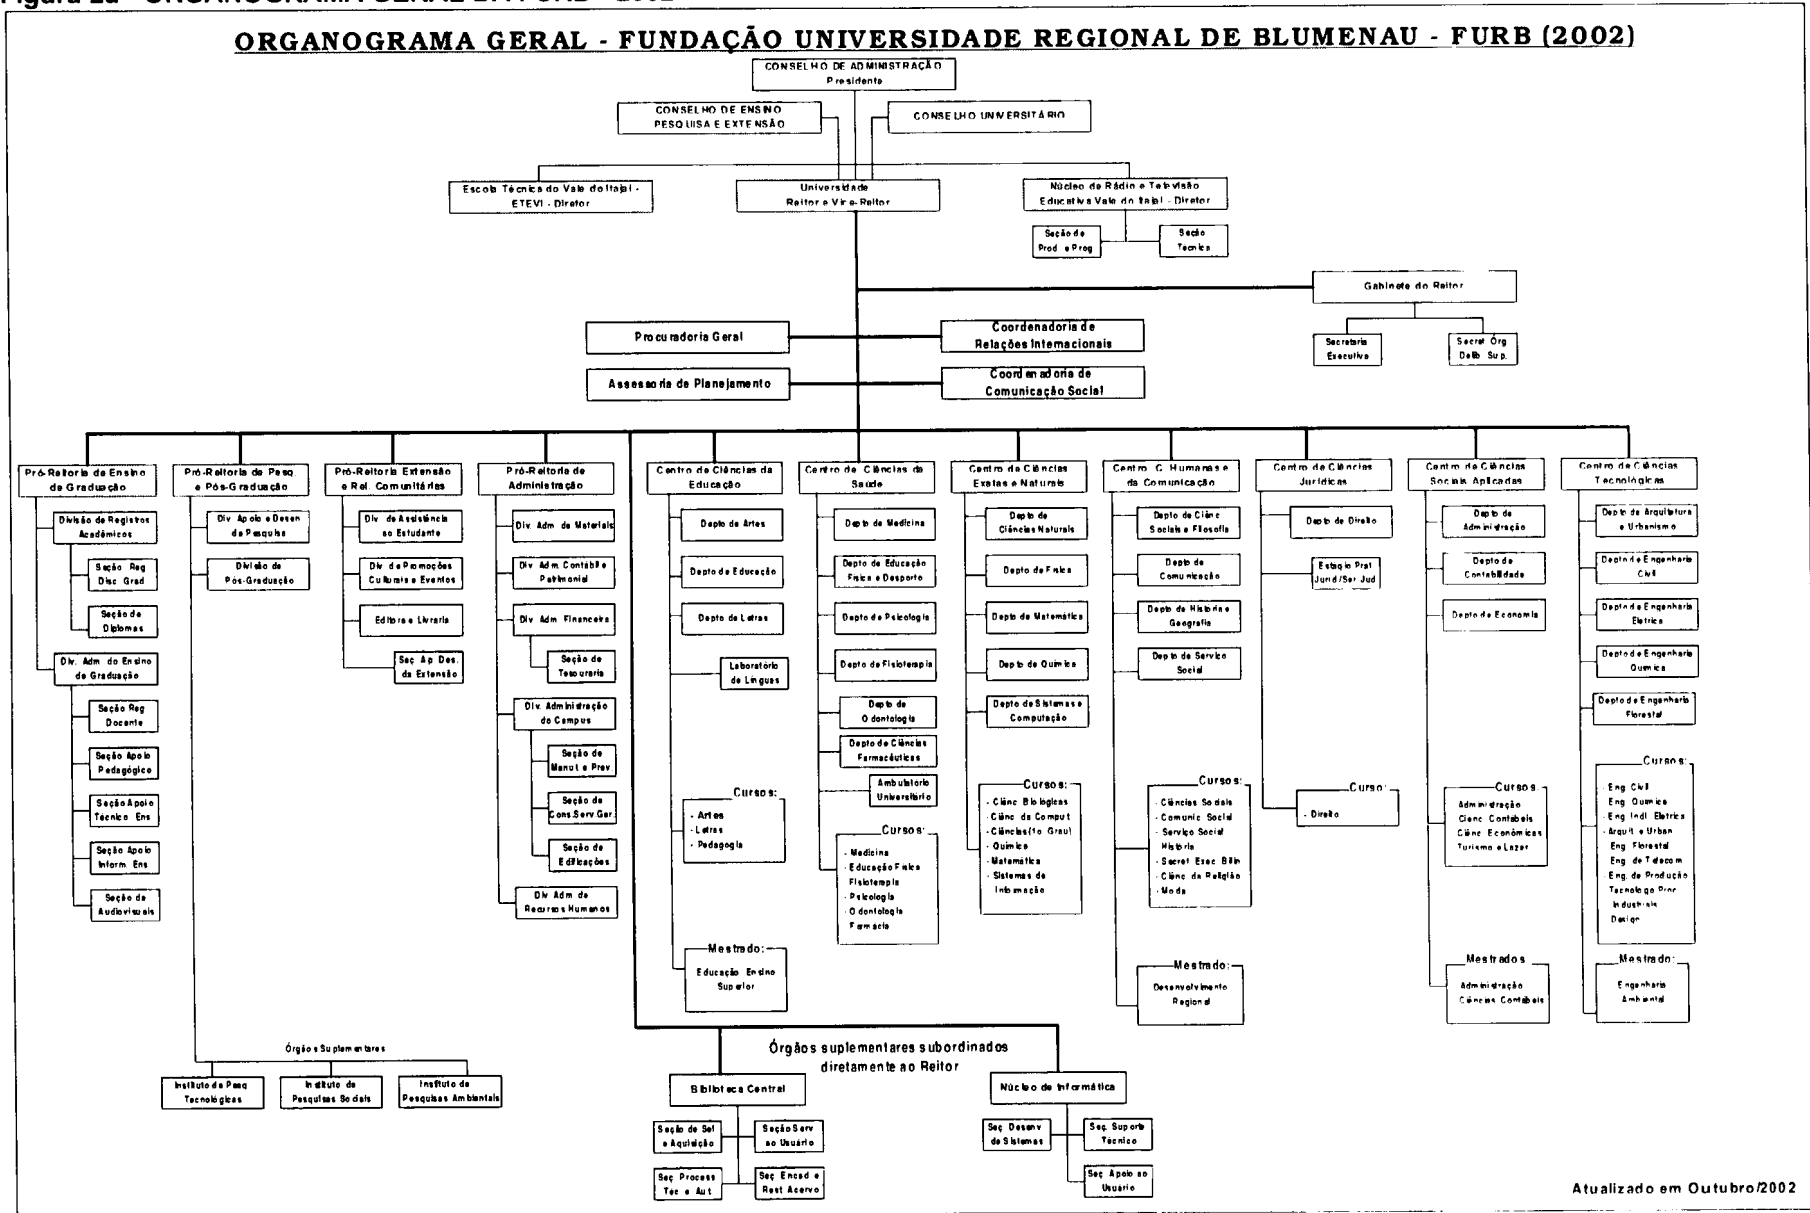 ORGANOGRAMA GERAL - FUNDAÇÃO UNIVERSIDADE REGIONAL DE BLUMENAU - FURB (2002)
CONSELHO DE ADMINISTRAÇÃO
Presidente
CONSELHO DE ENSINO
PESQUISA E EXTENSÃO
CONSELHO UNIVERSITÁRIO
Escola Técnica do Vale do Itajaí -
ETEVI - Diretor
Universidade
Reitor e Vice-Reitor
Núcleo de Rádio e Televisão
Educativa Vale do Itajaí - Diretor
Seção de
Prod. e Prog
Seção
Técnica
Gabinete do Reitor
Secretaria
Executiva
Secret Órg
Delib Sup.
Procuradoria Geral
Coordenadoria de
Relações Internacionais
Assessoria de Planejamento
Coordenadoria de
Comunicação Social
Pró-Reitoria de Ensino
de Graduação
Divisão de Registros
Acadêmicos
Seção Reg
Disc Grad
Seção de
Diplomas
Div. Adm do Ensino
de Graduação
Seção Reg
Docente
Seção Apoio
Pedagógico
Seção Apoio
Técnico Ens
Seção Apoio
Inform Ens
Seção de
Audiovisuais
Pró-Reitoria de Pesq
e Pós-Graduação
Div Apoio e Desen
da Pesquisa
Divisão de
Pós-Graduação
Órgãos Suplementares
Instituto de Pesq
Tecnológicas
Instituto de
Pesquisas Sociais
Instituto de
Pesquisas Ambientais
Pró-Reitoria Extensão
e Rel. Comunitárias
Div de Assistência
ao Estudante
Div de Promoções
Culturais e Eventos
Editora e Livraria
Seç Ap Des.
da Extensão
Pró-Reitoria de
Administração
Div Adm de Materiais
Div Adm Contábil e
Patrimonial
Div Adm Financeira
Seção de
Tesouraria
Div. Administração
do Campus
Seção de
Manut e Prev
Seção de
Cons.Serv.Ger.
Seção de
Edificações
Div Adm de
Recursos Humanos
Centro de Ciências da
Educação
Depto de Artes
Depto de Educação
Depto de Letras
Laboratório
de Línguas
Cursos:
- Artes
- Letras
- Pedagogia
Mestrado:
Educação Ensino
Superior
Centro de Ciências da
Saúde
Depto de Medicina
Depto de Educação
Física e Desporto
Depto de Psicologia
Depto de Fisioterapia
Depto de
Odontologia
Depto de Ciências
Farmacêuticas
Ambulatório
Universitário
Cursos:
- Medicina
- Educação Física
Fisioterapia
- Psicologia
- Odontologia
Farmácia
Centro de Ciências
Exatas e Naturais
Depto de
Ciências Naturais
Depto de Física
Depto de Matemática
Depto de Química
Depto de Sistemas e
Computação
Cursos:
- Ciênc Biológicas
- Ciênc da Comput
- Ciências(1o Grau)
- Química
- Matemática
- Sistemas de
Informação
Centro C Humanas e
da Comunicação
Depto de Ciênc
Sociais e Filosofia
Depto de
Comunicação
Depto de História e
Geografia
Depto de Serviço
Social
Cursos:
- Ciências Sociais
- Comunic Social
- Serviço Social
História
- Secret Exec Bilín
- Ciênc da Religião
- Moda
Mestrado:
Desenvolvimento
Regional
Centro de Ciências
Jurídicas
Depto de Direito
Estagio Prat
Jurid/Ser Jud
Curso:
- Direito
Centro de Ciências
Sociais Aplicadas
Depto de
Administração
Depto de
Contabilidade
Depto de Economia
Cursos:
Administração
Cienc Contábeis
Ciênc Econômicas
Turismo e Lazer
Mestrados
Administração
Ciências Contábeis
Centro de Ciências
Tecnológicas
Depto de Arquitetura
e Urbanismo
Depto de Engenharia
Civil
Depto de Engenharia
Elétrica
Depto de Engenharia
Química
Depto de Engenharia
Florestal
Cursos:
- Eng Civil
Eng Química
- Eng Indl Elétrica
- Arquit e Urban
Eng Florestal
Eng de Telecom
- Eng. de Produção
Tecnologo Proc
Industriais
Design
Mestrado:
Engenharia
Ambiental
Órgãos suplementares subordinados
diretamente ao Reitor
Biblioteca Central
Seção de Sel
e Aquisição
Seção Serv
ao Usuário
Seç Process
Téc e Aut
Seç Encad e
Rest Acervo
Núcleo de Informática
Seç Desenv
de Sistemas
Seç. Suporte
Técnico
Seç Apoio ao
Usuário
Atualizado em Outubro/2002